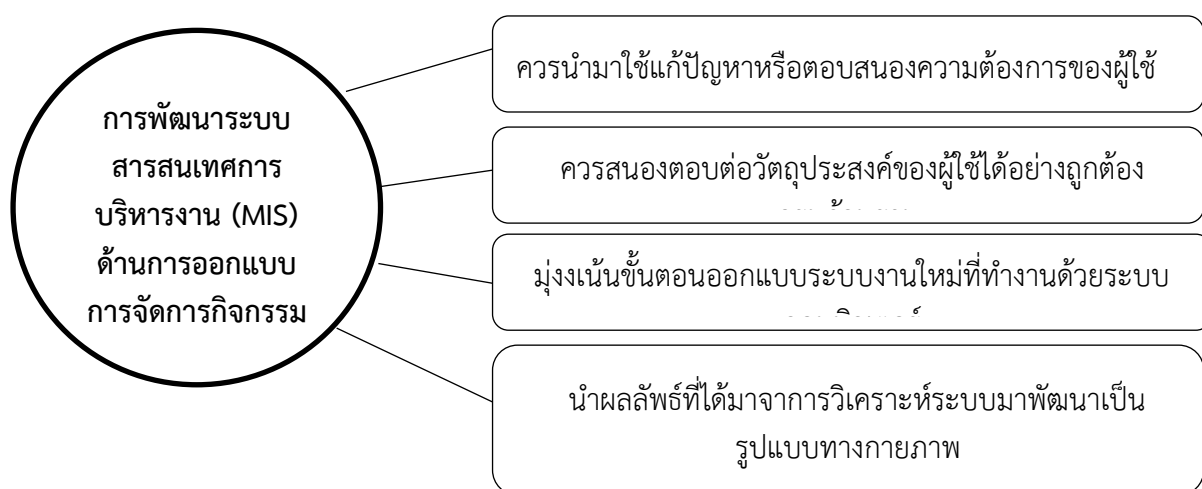 การพัฒนาระบบ
สารสนเทศการ
บริหารงาน (MIS)
ด้านการออกแบบ
การจัดการกิจกรรม
ควรนำมาใช้แก้ปัญหาหรือตอบสนองความต้องการของผู้ใช้
ควรสนองตอบต่อวัตถุประสงค์ของผู้ใช้ได้อย่างถูกต้อง
มุ่งงเน้นขั้นตอนออกแบบระบบงานใหม่ที่ทำงานด้วยระบบ
นำผลลัพธ์ที่ได้มาจาการวิเคราะห์ระบบมาพัฒนาเป็น
รูปแบบทางกายภาพ